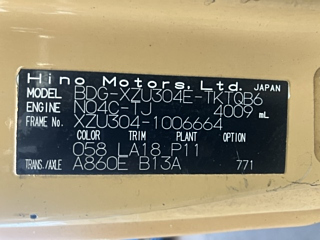 Hino Motors, Ltd. JAPAN
MODEL BDG-XZU304E-TKTQB6
ENGINE N04C-TJ 4009 mL
FRAME No. XZU304-1006664
COLOR TRIM PLANT OPTION
058 LA18 P11
TRANS./AXLE A860E B13A 771